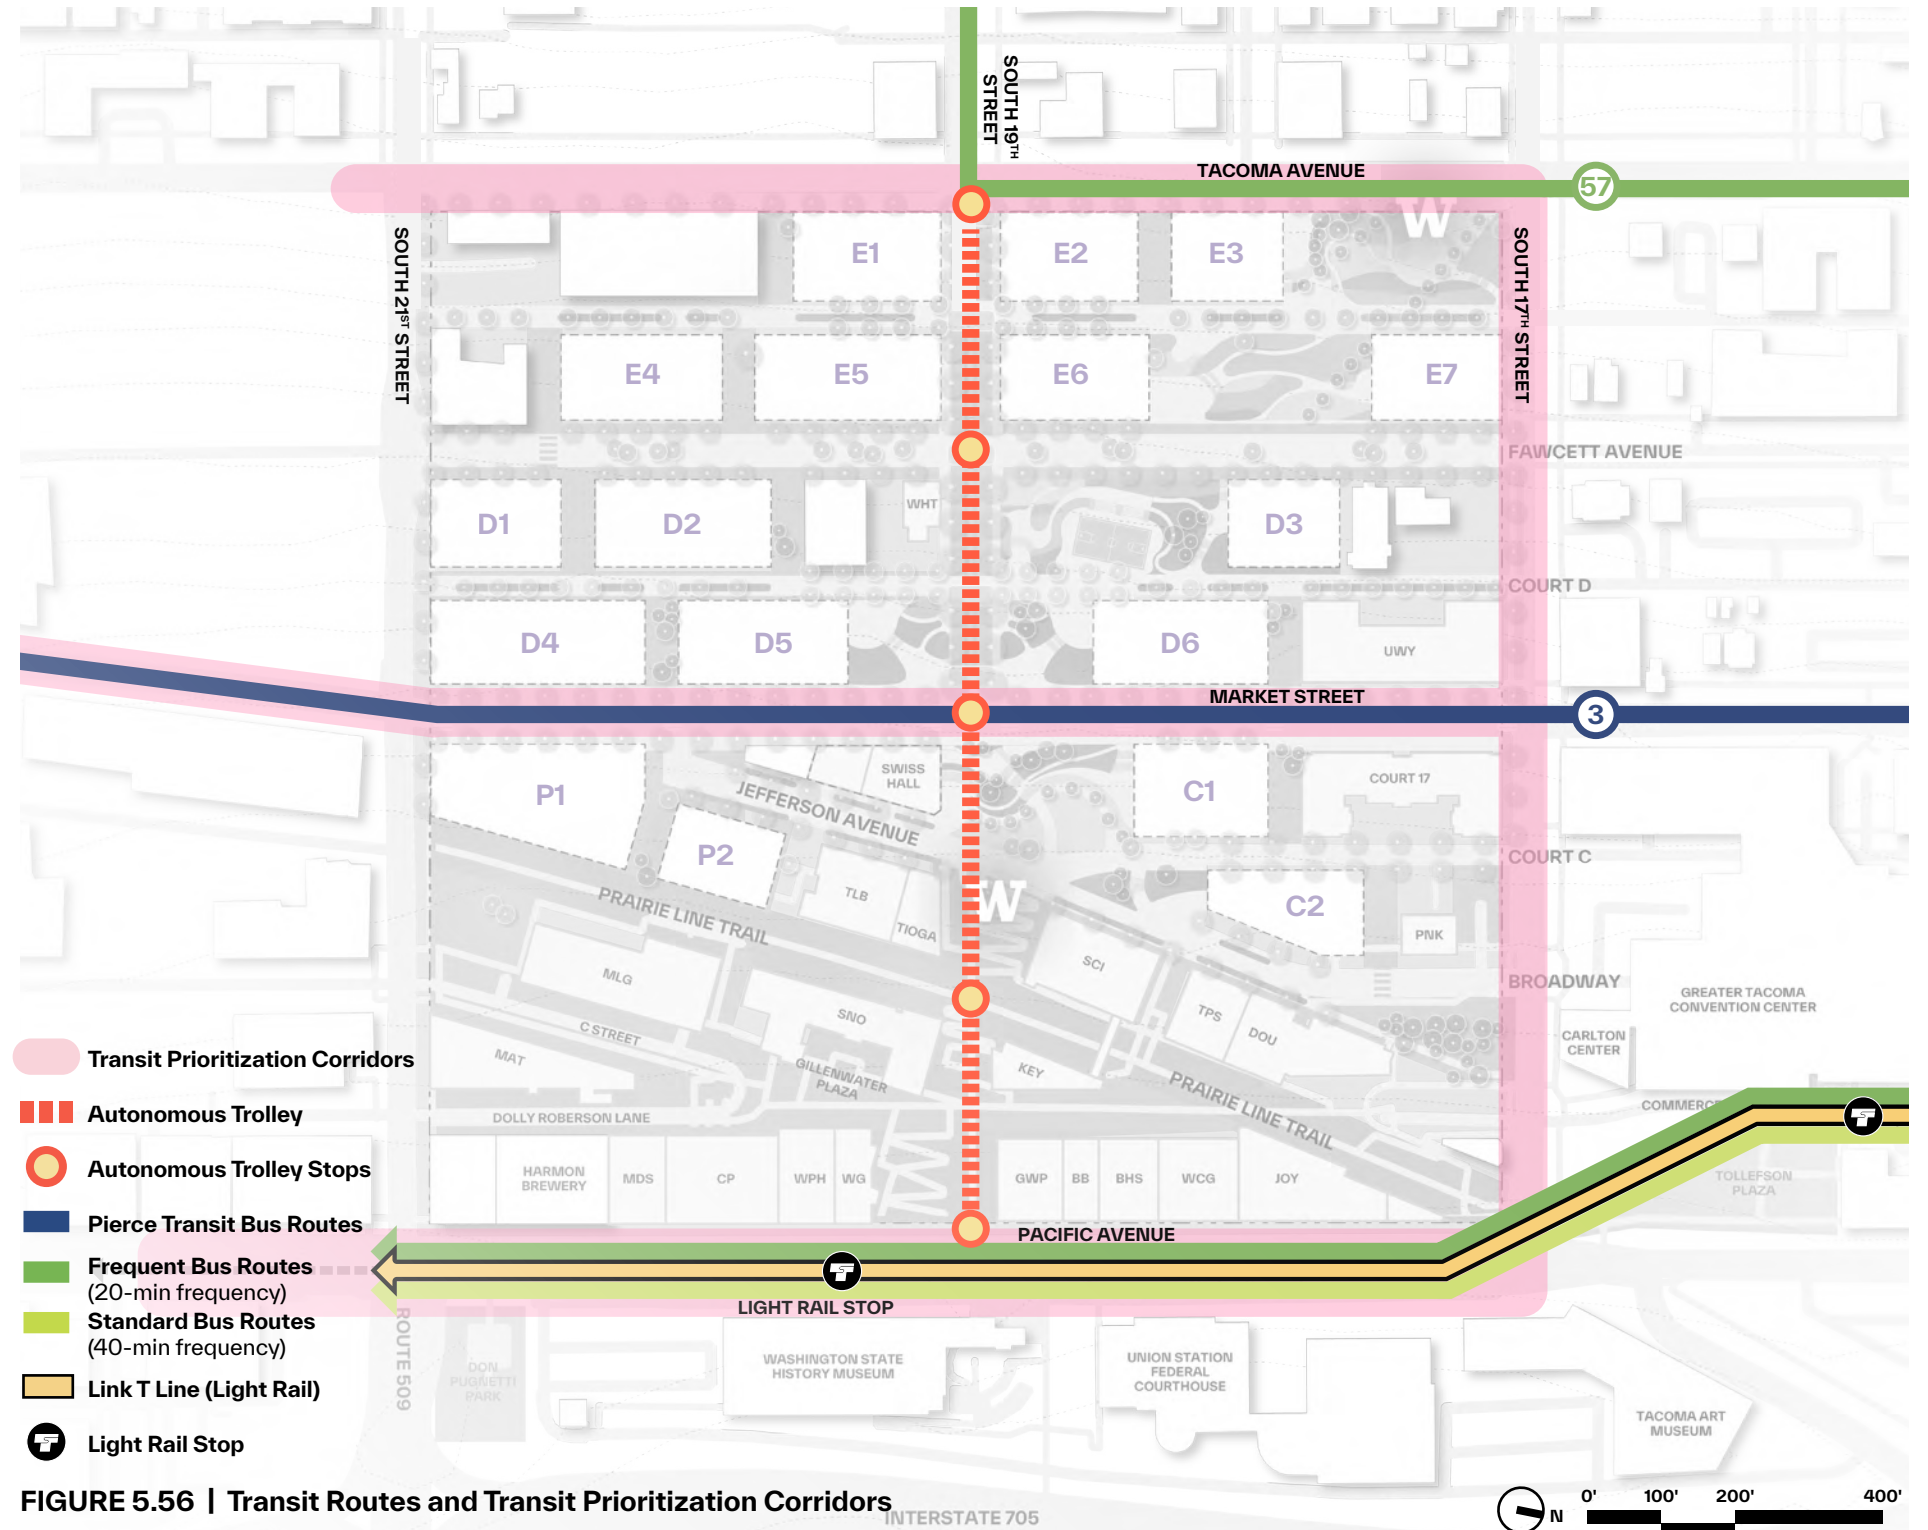 SOUTH 19TH
STREET
TACOMA AVENUE
57
W
SOUTH 21ST STREET
SOUTH 17TH STREET
E1
E2
E3
E4
E5
E6
E7
FAWCETT AVENUE
D1
D2
WHT
D3
COURT D
D4
D5
D6
UWY
MARKET STREET
3
P1
SWISS
HALL
JEFFERSON AVENUE
C1
COURT 17
P2
COURT C
TLB
TIOGA
W
C2
PNK
PRAIRIE LINE TRAIL
MLG
SCI
BROADWAY
GREATER TACOMA
CONVENTION CENTER
SNO
TPS
DOU
C STREET
CARLTON
CENTER
MAT
GILLENWATER
PLAZA
KEY
PRAIRIE LINE TRAIL
COMMERCE
DOLLY ROBERSON LANE
HARMON
BREWERY
MDS
CP
WPH
WG
GWP
BB
BHS
WCG
JOY
TOLLEFSON
PLAZA
PACIFIC AVENUE
LIGHT RAIL STOP
ROUTE 509
DON
PUGNETTI
PARK
WASHINGTON STATE
HISTORY MUSEUM
UNION STATION
FEDERAL
COURTHOUSE
TACOMA ART
MUSEUM
INTERSTATE 705
Transit Prioritization Corridors
Autonomous Trolley
Autonomous Trolley Stops
Pierce Transit Bus Routes
Frequent Bus Routes
(20-min frequency)
Standard Bus Routes
(40-min frequency)
Link T Line (Light Rail)
Light Rail Stop
FIGURE 5.56 | Transit Routes and Transit Prioritization Corridors
N
0' 100' 200' 400'